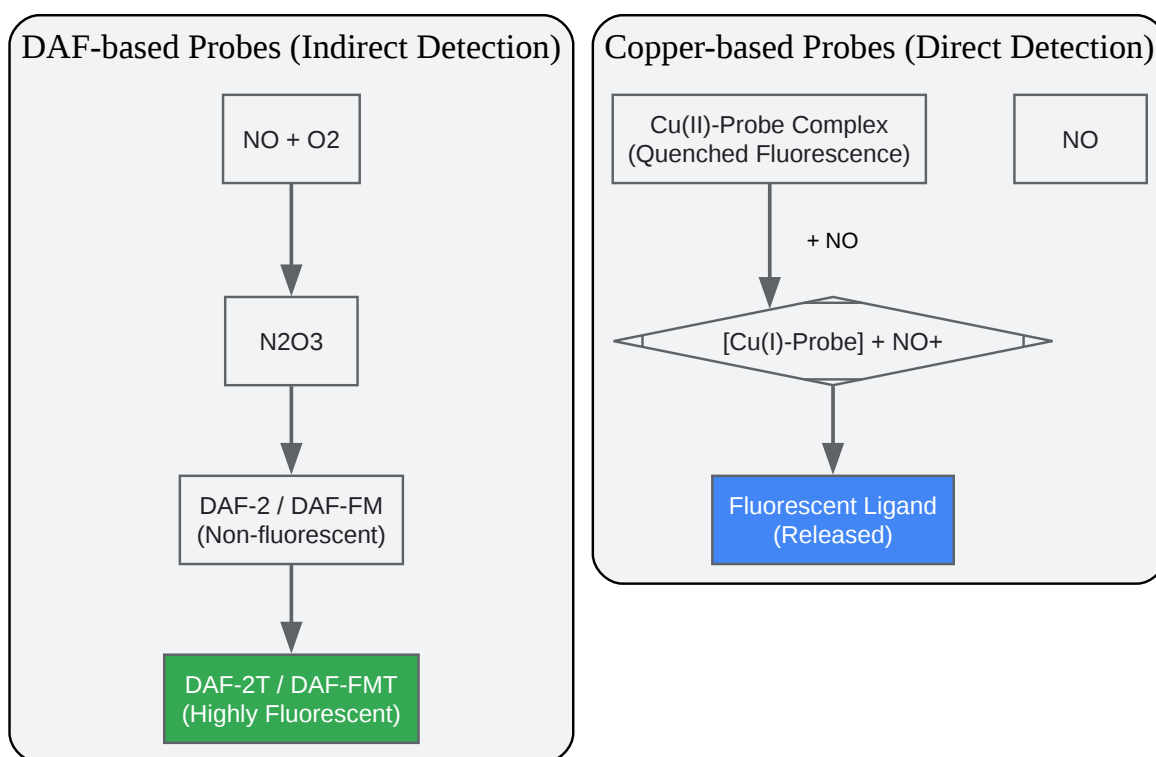 DAF-based Probes (Indirect Detection)
NO + O2
N2O3
DAF-2 / DAF-FM
(Non-fluorescent)
DAF-2T / DAF-FMT
(Highly Fluorescent)
Copper-based Probes (Direct Detection)
Cu(II)-Probe Complex
(Quenched Fluorescence)
NO
+ NO
[Cu(I)-Probe] + NO+
Fluorescent Ligand
(Released)